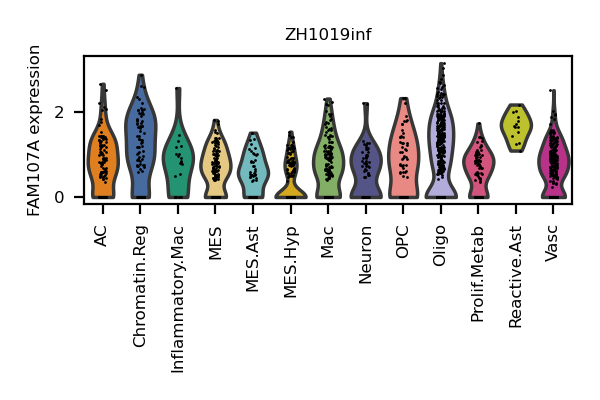 ZH1019inf
FAM107A expression
2
0
AC
Chromatin.Reg
Inflammatory.Mac
MES
MES.Ast
MES.Hyp
Mac
Neuron
OPC
Oligo
Prolif.Metab
Reactive.Ast
Vasc